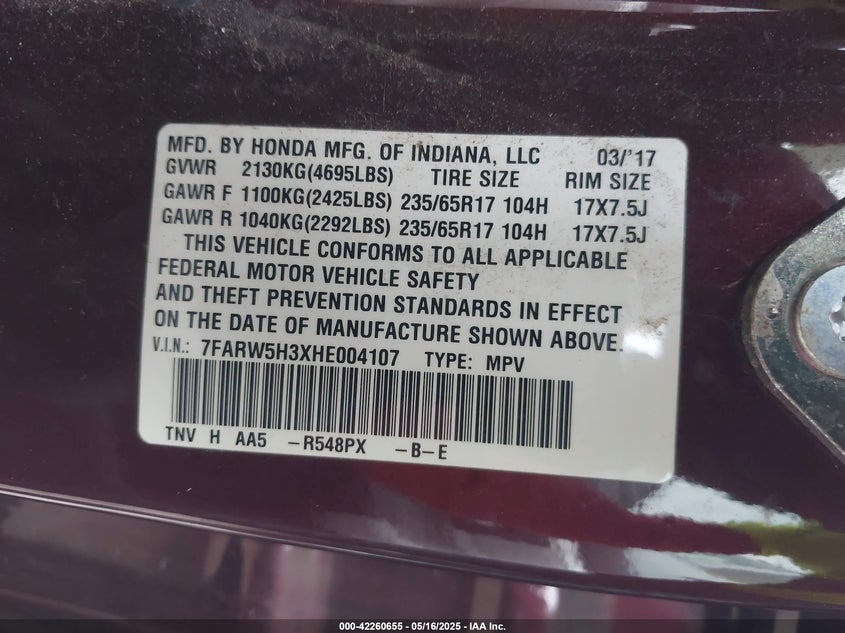 MFD. BY HONDA MFG. OF INDIANA, LLC 03/'17
GVWR 2130KG(4695LBS) TIRE SIZE RIM SIZE
GAWR F 1100KG(2425LBS) 235/65R17 104H 17X7.5J
GAWR R 1040KG(2292LBS) 235/65R17 104H 17X7.5J
THIS VEHICLE CONFORMS TO ALL APPLICABLE
FEDERAL MOTOR VEHICLE SAFETY
AND THEFT PREVENTION STANDARDS IN EFFECT
ON THE DATE OF MANUFACTURE SHOWN ABOVE.
V.I.N.: 7FARW5H3XHE004107 TYPE: MPV
TNV H AA5 -R548PX -B-E
000-42260655 - 05/16/2025 - IAA Inc.